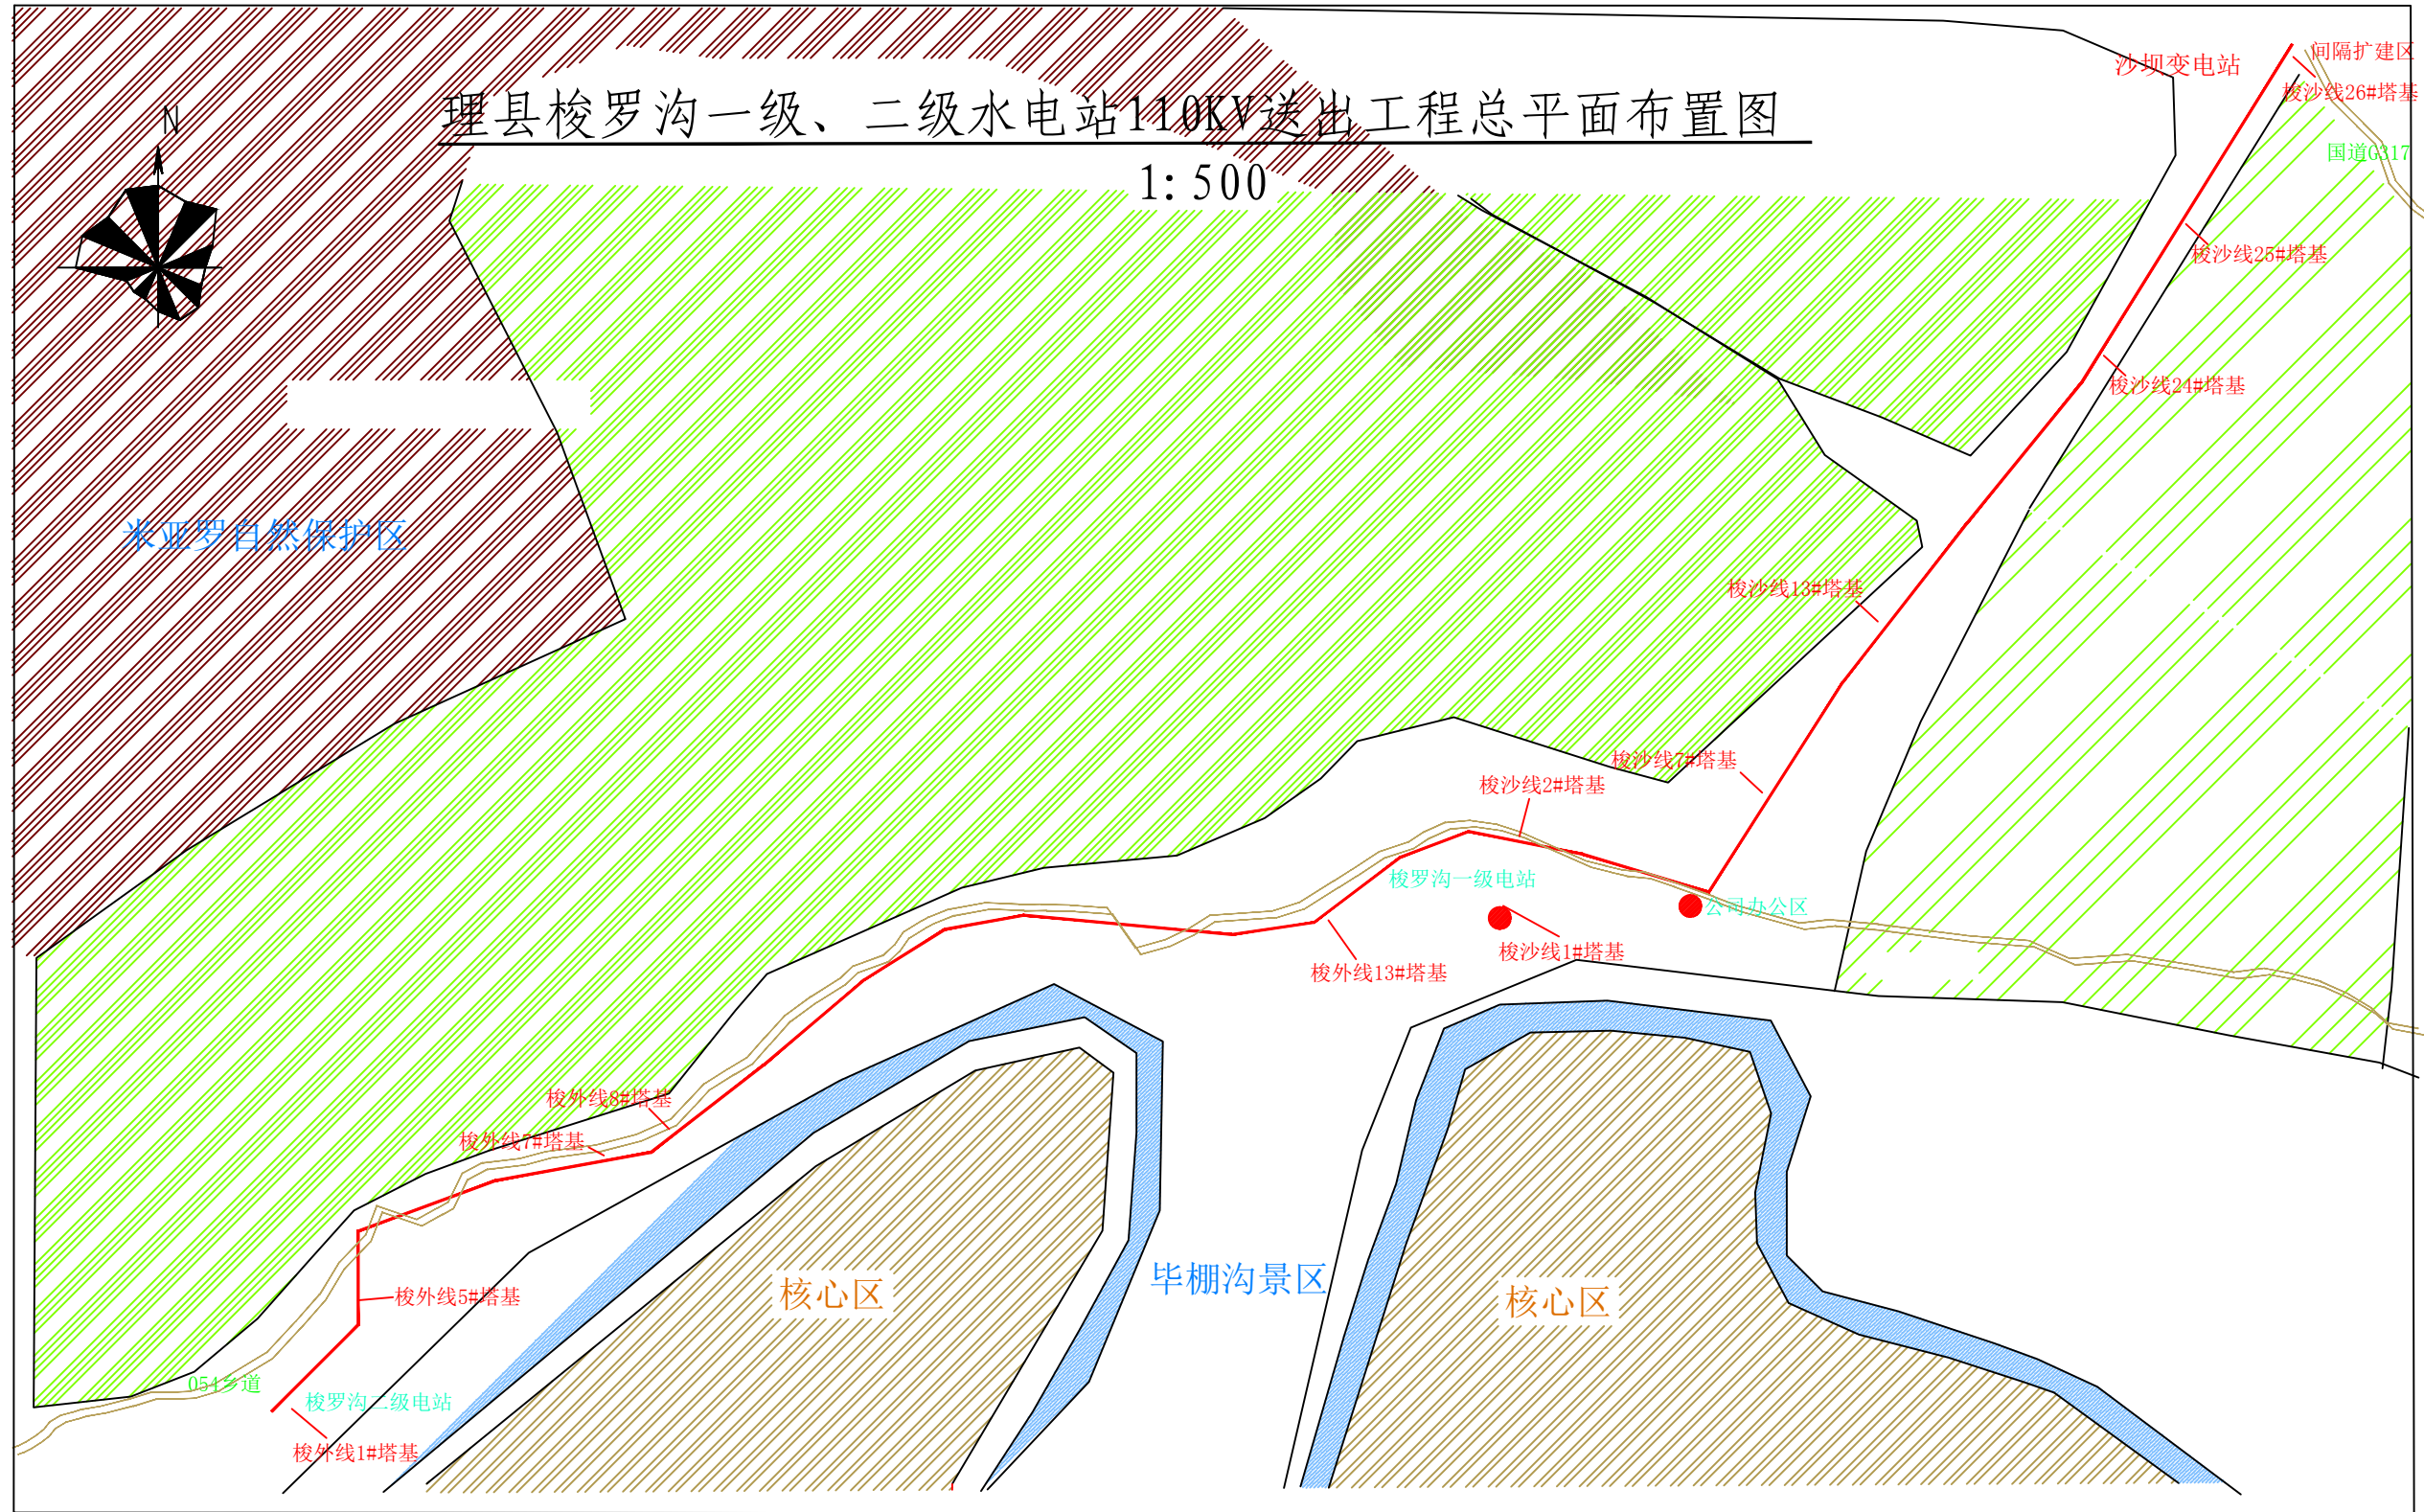 间隔扩建区
沙坝变电站
梭沙线26#塔基
理县梭罗沟一级、二级水电站110KV送出工程总平面布置图
N
国道G317
1:500
梭沙线25#塔基
梭沙线24#塔基
米亚罗自然保护区
梭沙线13#塔基
梭沙线7#塔基
梭沙线2#塔基
梭罗沟一级电站
公司办公区
梭沙线1#塔基
梭外线13#塔基
梭外线8#塔基
梭外线7#塔基
毕棚沟景区
核心区
核心区
梭外线5#塔基
054乡道
梭罗沟二级电站
梭外线1#塔基